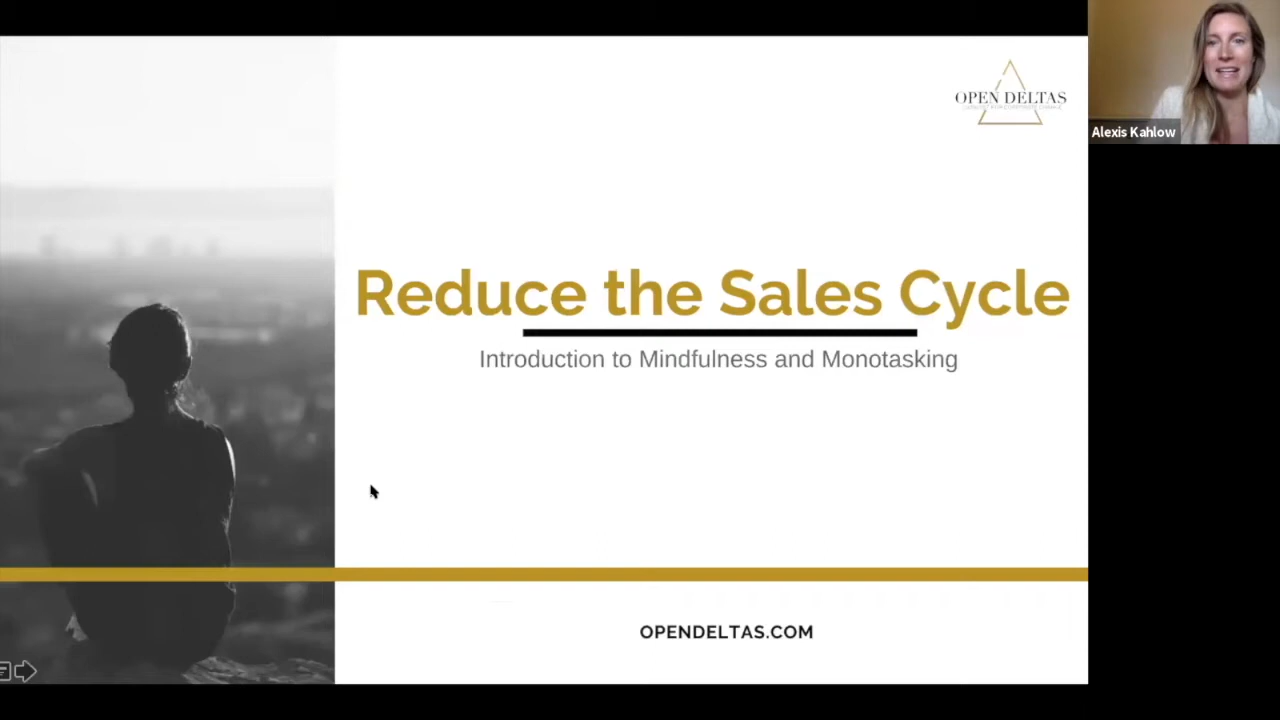 OPEN DELTAS
Alexis Kahlow
Reduce the Sales Cycle
Introduction to Mindfulness and Monotasking
OPENDELTAS.COM